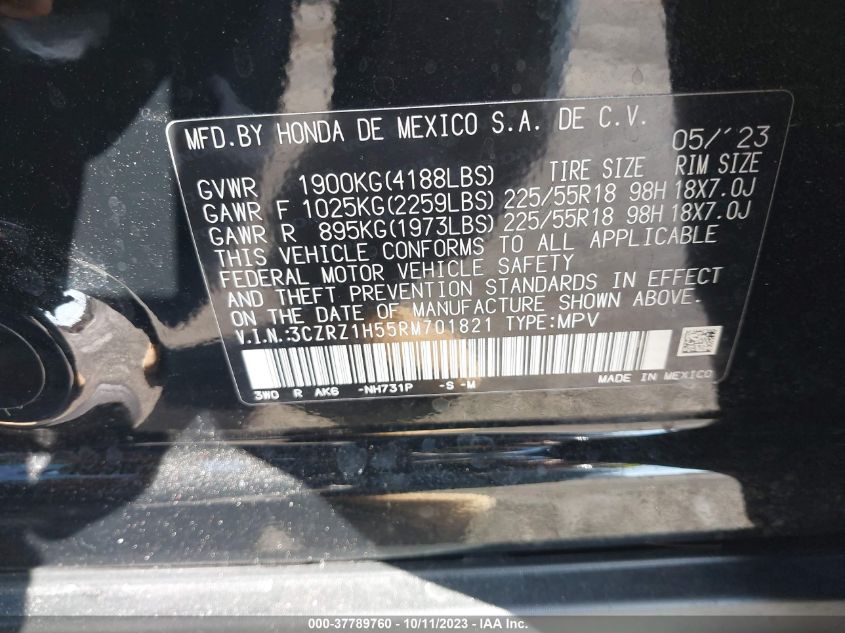 MFD.BY HONDA DE MEXICO S.A. DE C.V. 05/'23
TIRE SIZE RIM SIZE
GVWR 1900KG(4188LBS)
GAWR F 1025KG(2259LBS) 225/55R18 98H 18X7.0J
GAWR R 895KG(1973LBS) 225/55R18 98H 18X7.0J
THIS VEHICLE CONFORMS TO ALL APPLICABLE
FEDERAL MOTOR VEHICLE SAFETY
AND THEFT PREVENTION STANDARDS IN EFFECT
ON THE DATE OF MANUFACTURE SHOWN ABOVE.
V.I.N.:3CZRZ1H55RM701821 TYPE:MPV
3W0 R AK6 -NH731P -S -M MADE IN MEXICO
000-37789760 - 10/11/2023 - IAA Inc.